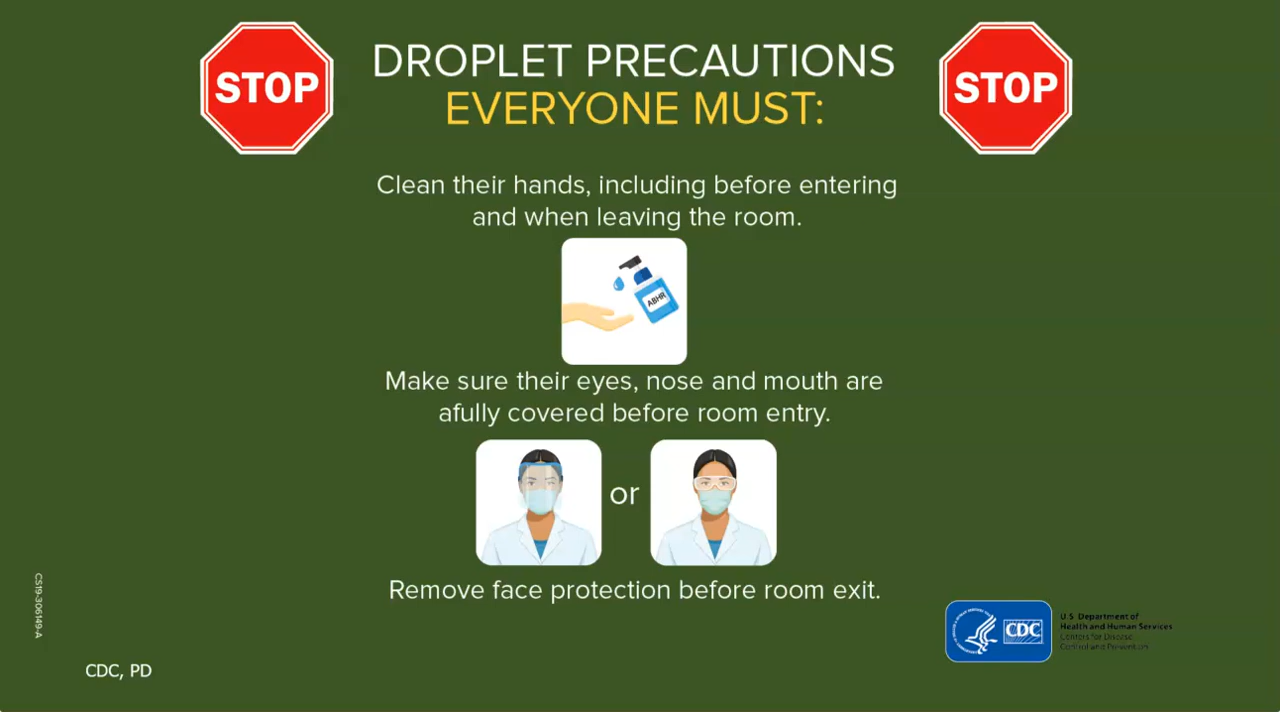 STOP
DROPLET PRECAUTIONS
EVERYONE MUST:
STOP
Clean their hands, including before entering
and when leaving the room.
ABHR
Make sure their eyes, nose and mouth are
afully covered before room entry.
or
Remove face protection before room exit.
CS19-306149-A
CDC
U.S. Department of
Health and Human Services
Centers for Disease
Control and Prevention
CDC, PD